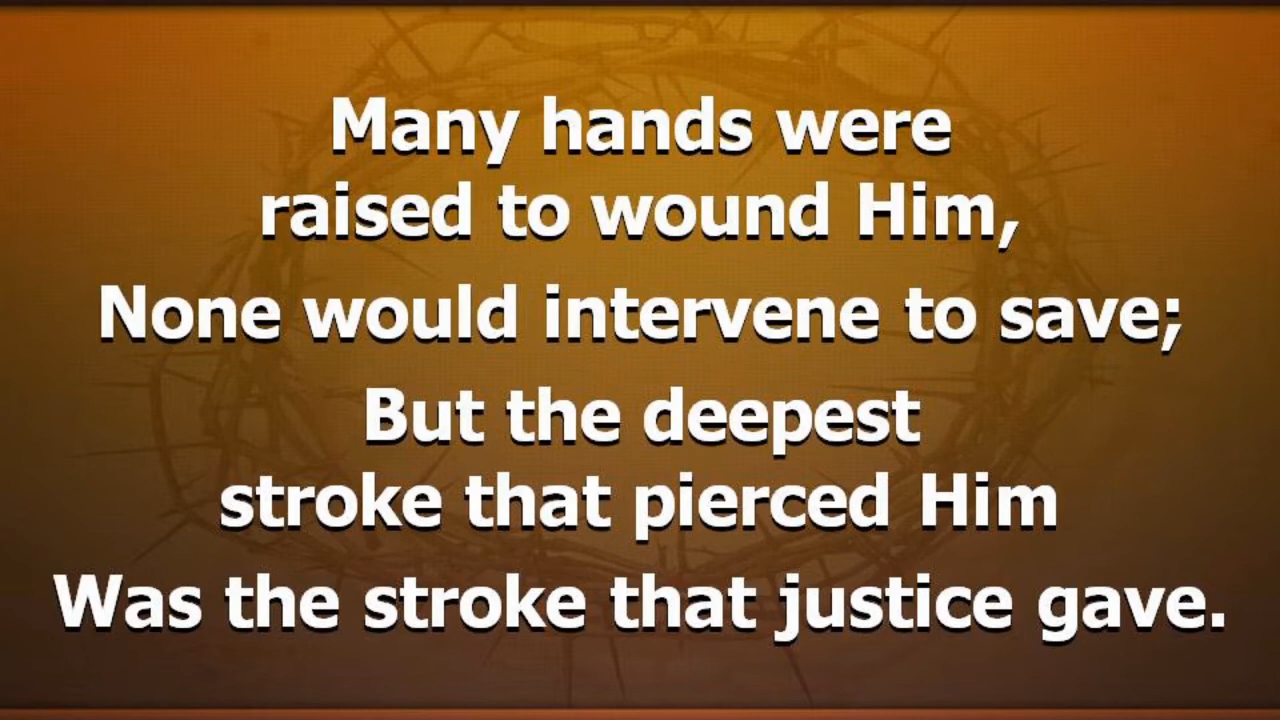 Many hands were
raised to wound Him,
None would intervene to save;
But the deepest
stroke that pierced Him
Was the stroke that justice gave.